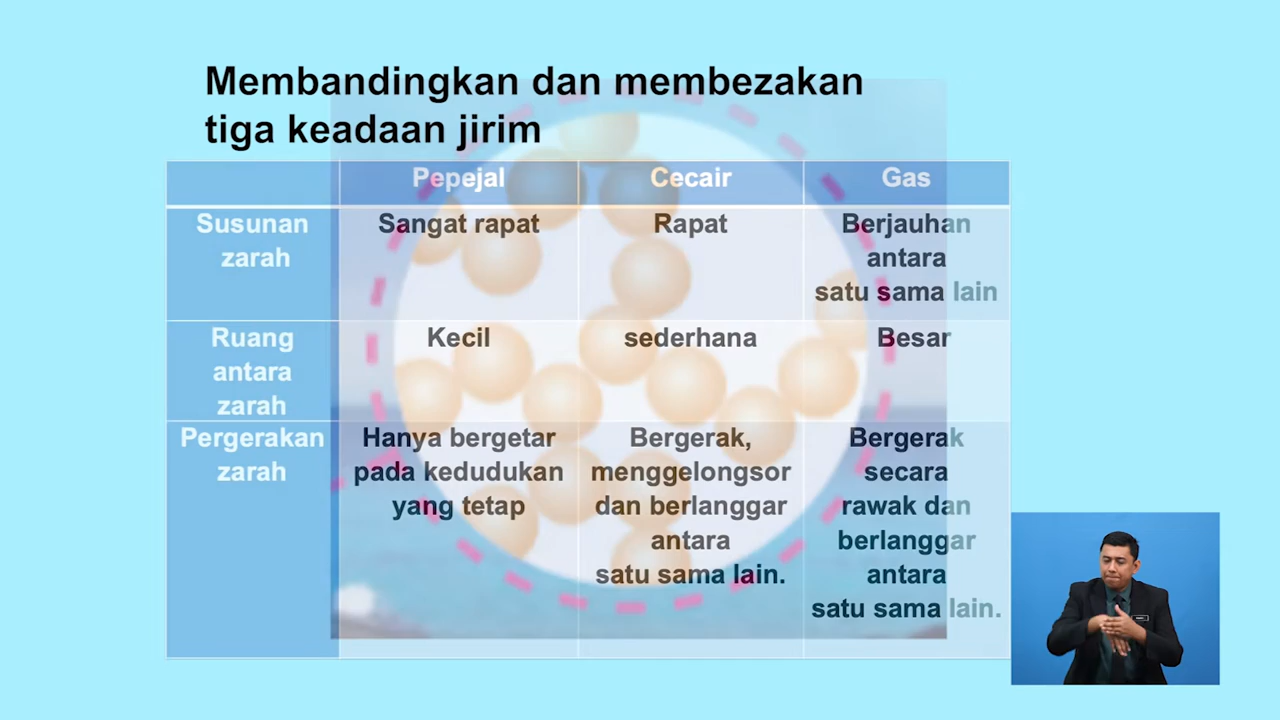 Membandingkan dan membezakan
tiga keadaan jirim
Pepejal
Cecair
Gas
Susunan
zarah
Sangat rapat
Rapat
Berjauhan
antara
satu sama lain
Ruang
antara
zarah
Kecil
sederhana
Besar
Pergerakan
zarah
Hanya bergetar
pada kedudukan
yang tetap
Bergerak,
menggelongsor
dan berlanggar
antara
satu sama lain.
Bergerak
secara
rawak dan
berlanggar
antara
satu sama lain.